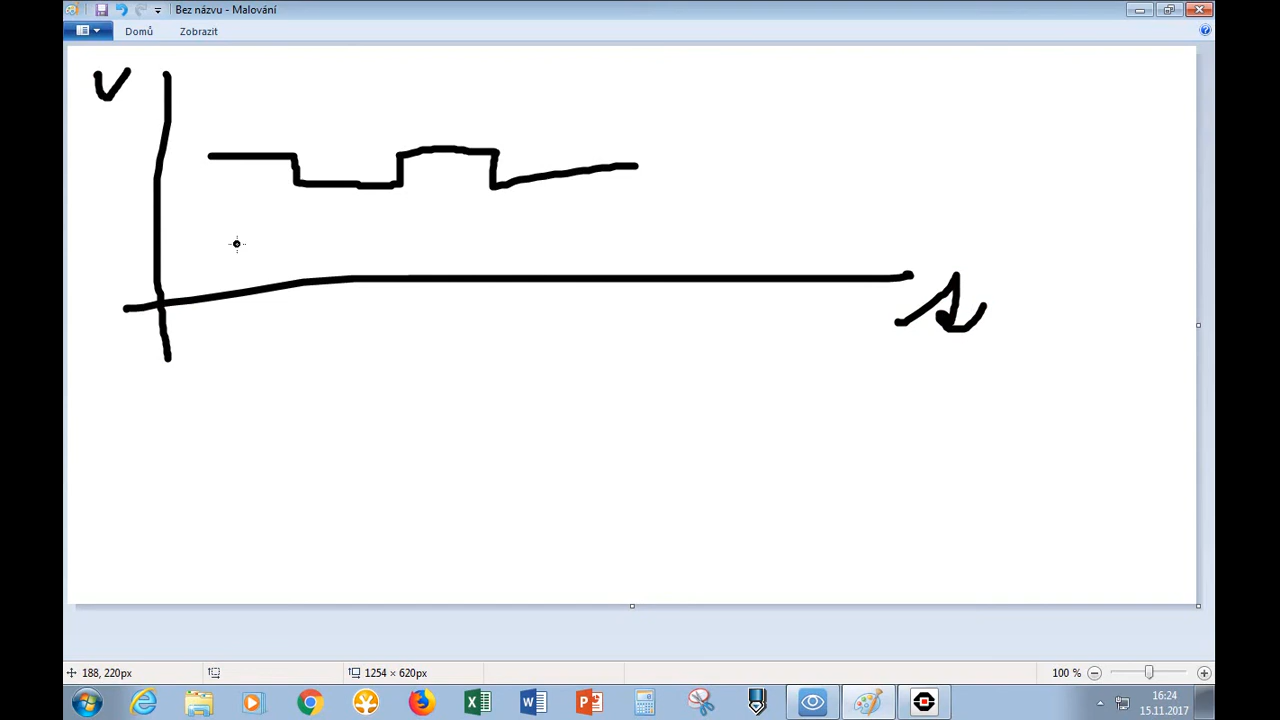 Bez názvu - Malování
Domů Zobrazit
v
s
188, 220px 1254 × 620px 100 %
16:24
15.11.2017